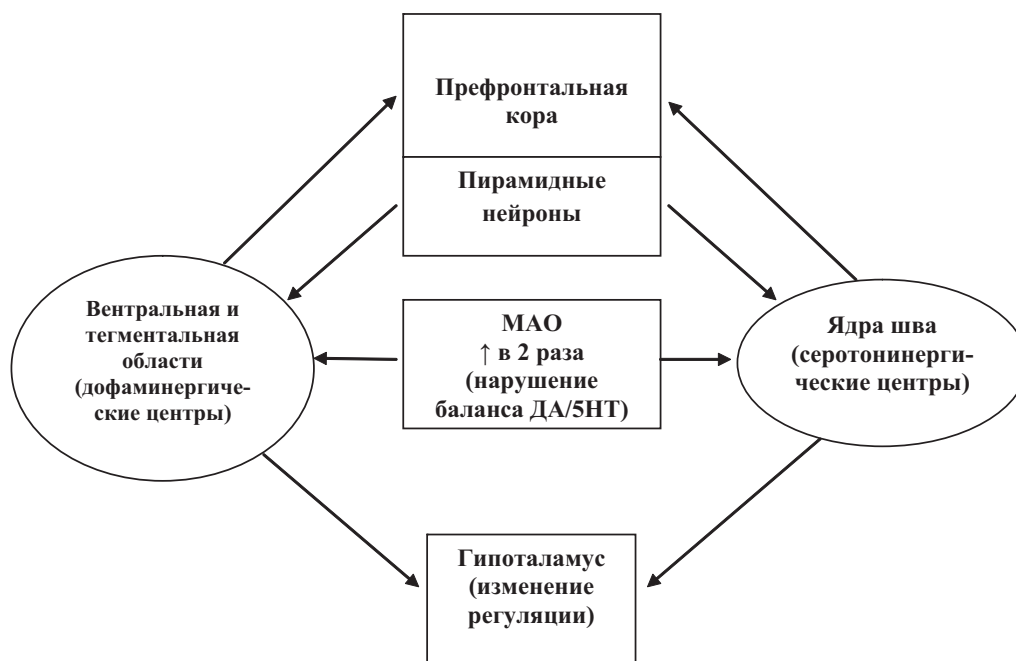 Префронтальная
кора
Пирамидные
нейроны
Вентральная и
тегментальная
области
(дофаминергиче-
ские центры)
МАО
↑ в 2 раза
(нарушение
баланса ДА/5НТ)
Ядра шва
(серотонинерги-
ческие центры)
Гипоталамус
(изменение
регуляции)